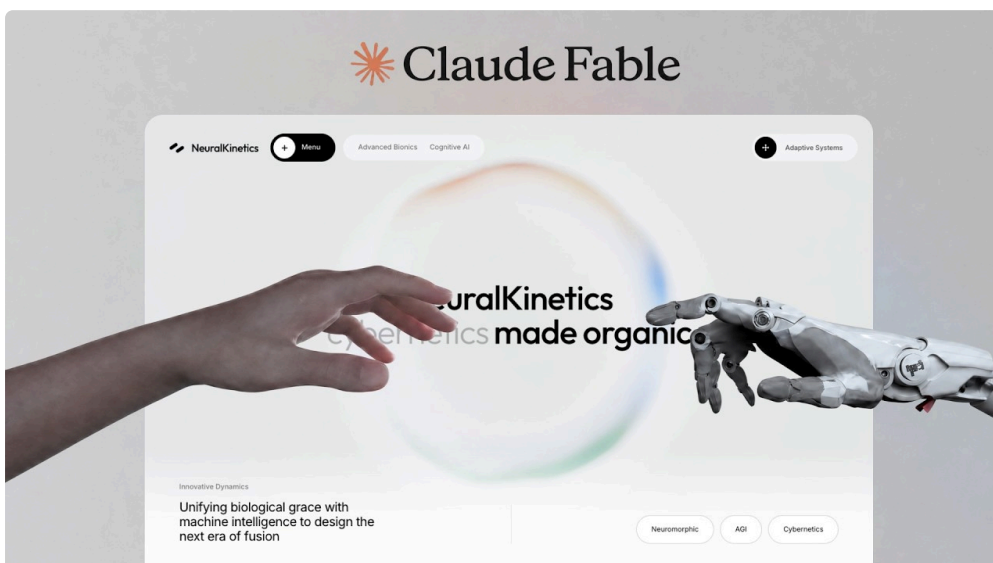 Claude Fable
NeuralKinetics
Menu
Advanced Bionics Cognitive AI
Adaptive Systems
made organic
Innovative Dynamics
Unifying biological grace with
machine intelligence to design the
next era of fusion
Neuromorphic
AGI
Cybernetics